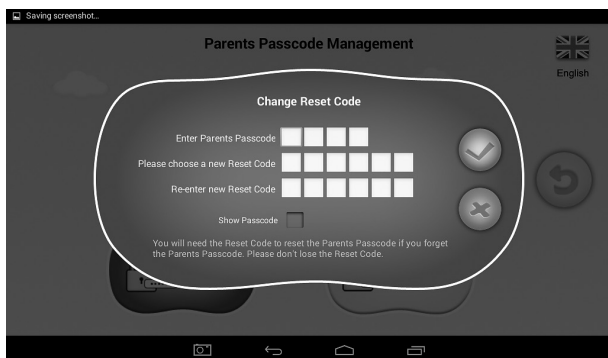 Saving screenshot...
Parents Passcode Management
English
Change Reset Code
Enter Parents Passcode
Please choose a new Reset Code
Re-enter new Reset Code
Show Passcode
You will need the Reset Code to reset the Parents Passcode if you forget
the Parents Passcode. Please don't lose the Reset Code.